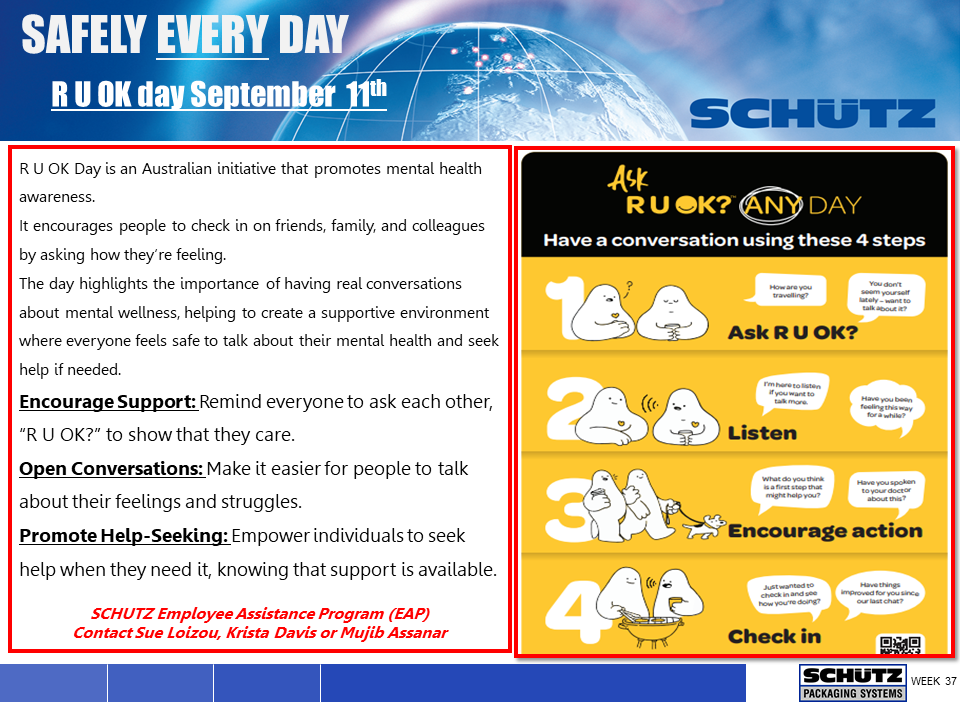 SAFELY EVERY DAY
R U OK day September 11th
SCHÜTZ
R U OK Day is an Australian initiative that promotes mental health
awareness.
It encourages people to check in on friends, family, and colleagues
by asking how they're feeling.
The day highlights the importance of having real conversations
about mental wellness, helping to create a supportive environment
where everyone feels safe to talk about their mental health and seek
help if needed.
Encourage Support: Remind everyone to ask each other,
“R U OK?” to show that they care.
Open Conversations: Make it easier for people to talk
about their feelings and struggles.
Promote Help-Seeking: Empower individuals to seek
help when they need it, knowing that support is available.
SCHUTZ Employee Assistance Program (EAP)
Contact Sue Loizou, Krista Davis or Mujib Assanar
Ask
R U OK?™ ANY DAY
Have a conversation using these 4 steps
1
?
How are you
travelling?
You don't
seem yourself
lately – want to
talk about it?
Ask R U OK?
2
I'm here to listen
if you want to
talk more.
Have you been
feeling this way
for a while?
Listen
3
What do you think
is a first step that
might help you?
Have you spoken
to your doctor
about this?
Encourage action
4
Just wanted to
check in and see
how you're doing?
Have things
improved for you since
our last chat?
Check in
SCHÜTZ
PACKAGING SYSTEMS
WEEK 37